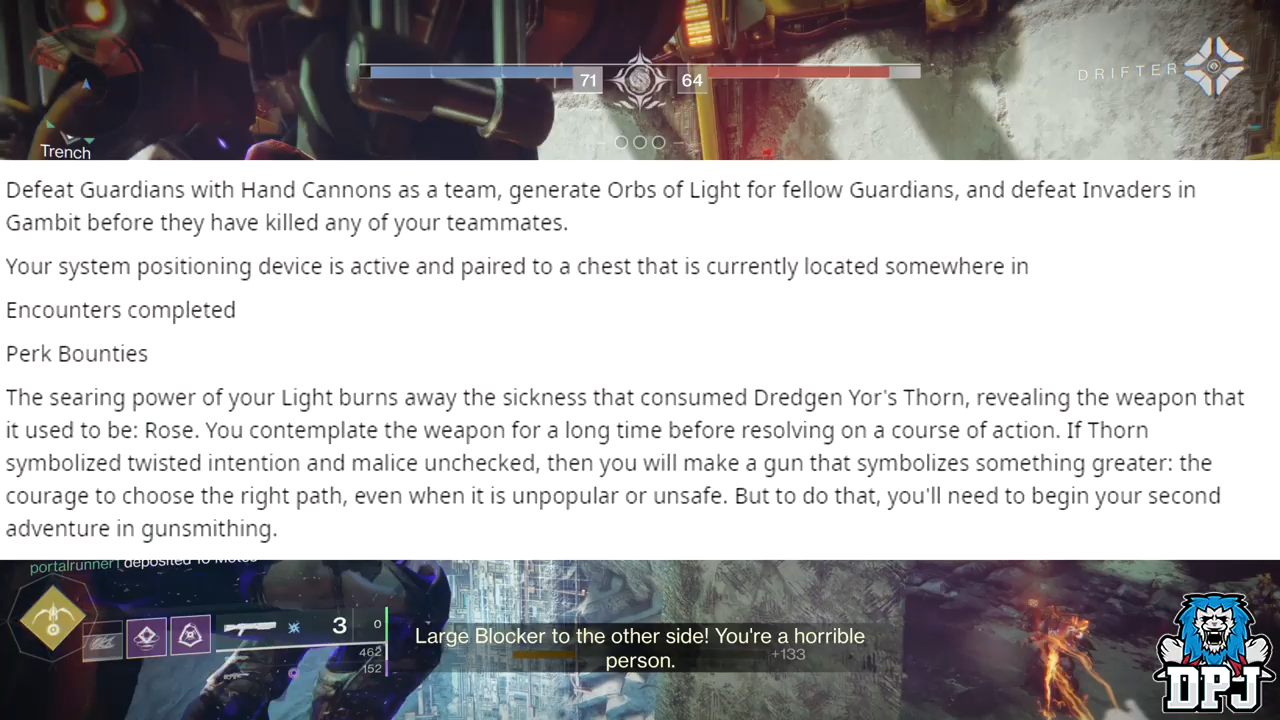 71
64
DRIFTER
Trench
Defeat Guardians with Hand Cannons as a team, generate Orbs of Light for fellow Guardians, and defeat Invaders in
Gambit before they have killed any of your teammates.
Your system positioning device is active and paired to a chest that is currently located somewhere in
Encounters completed
Perk Bounties
The searing power of your Light burns away the sickness that consumed Dredgen Yor's Thorn, revealing the weapon that
it used to be: Rose. You contemplate the weapon for a long time before resolving on a course of action. If Thorn
symbolized twisted intention and malice unchecked, then you will make a gun that symbolizes something greater: the
courage to choose the right path, even when it is unpopular or unsafe. But to do that, you'll need to begin your second
adventure in gunsmithing.
deposited 10 Motes
3
0
462
152
Large Blocker to the other side! You're a horrible
person.
+133
DPJ